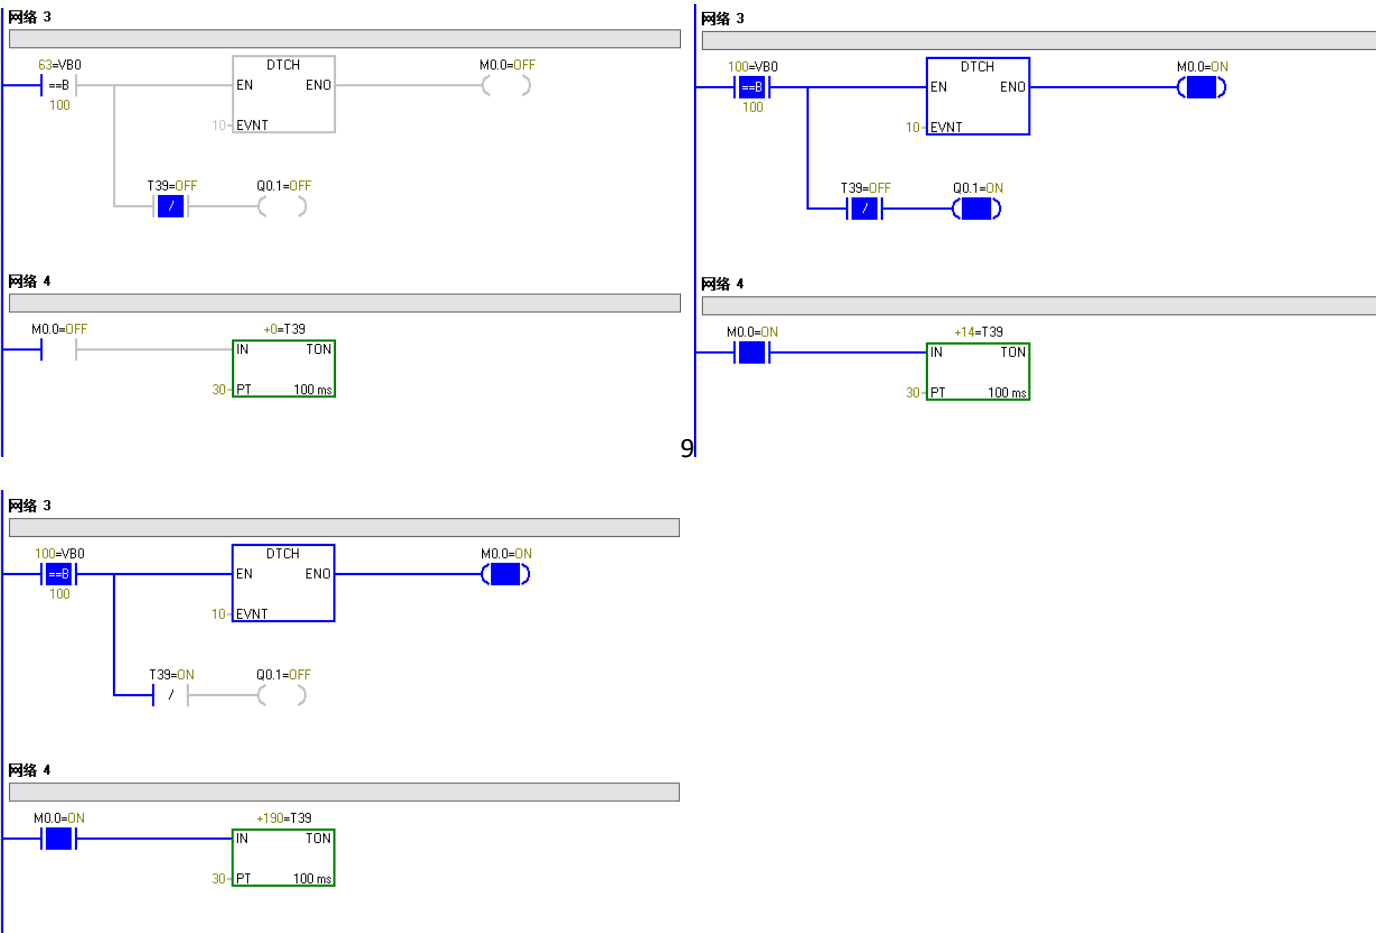 网络 3
63=VB0
==B
100
DTCH
EN ENO
10 EVNT
M0.0=OFF
T39=OFF
/
Q0.1=OFF
网络 4
M0.0=OFF
+0=T39
IN TON
30 PT 100 ms
网络 3
100=VB0
==B
100
DTCH
EN ENO
10 EVNT
M0.0=ON
T39=OFF
/
Q0.1=ON
网络 4
M0.0=ON
+14=T39
IN TON
30 PT 100 ms
9
网络 3
100=VB0
==B
100
DTCH
EN ENO
10 EVNT
M0.0=ON
T39=ON
/
Q0.1=OFF
网络 4
M0.0=ON
+190=T39
IN TON
30 PT 100 ms